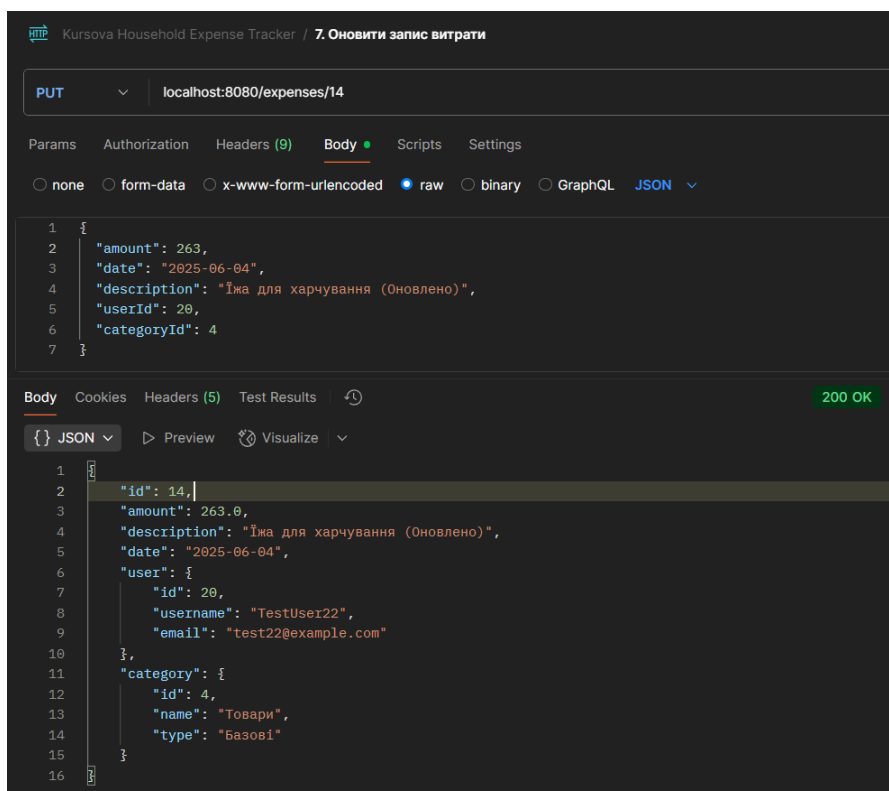 HTTP Kursova Household Expense Tracker / 7. Оновити запис витрати
PUT localhost:8080/expenses/14
Params Authorization Headers (9) Body Scripts Settings
none form-data x-www-form-urlencoded raw binary GraphQL JSON
1 {
2 "amount": 263,
3 "date": "2025-06-04",
4 "description": "Їжа для харчування (Оновлено)",
5 "userId": 20,
6 "categoryId": 4
7 }
Body Cookies Headers (5) Test Results 200 OK
{} JSON Preview Visualize
1 {
2 "id": 14,
3 "amount": 263.0,
4 "description": "Їжа для харчування (Оновлено)",
5 "date": "2025-06-04",
6 "user": {
7 "id": 20,
8 "username": "TestUser22",
9 "email": "test22@example.com"
10 },
11 "category": {
12 "id": 4,
13 "name": "Товари",
14 "type": "Базові"
15 }
16 }